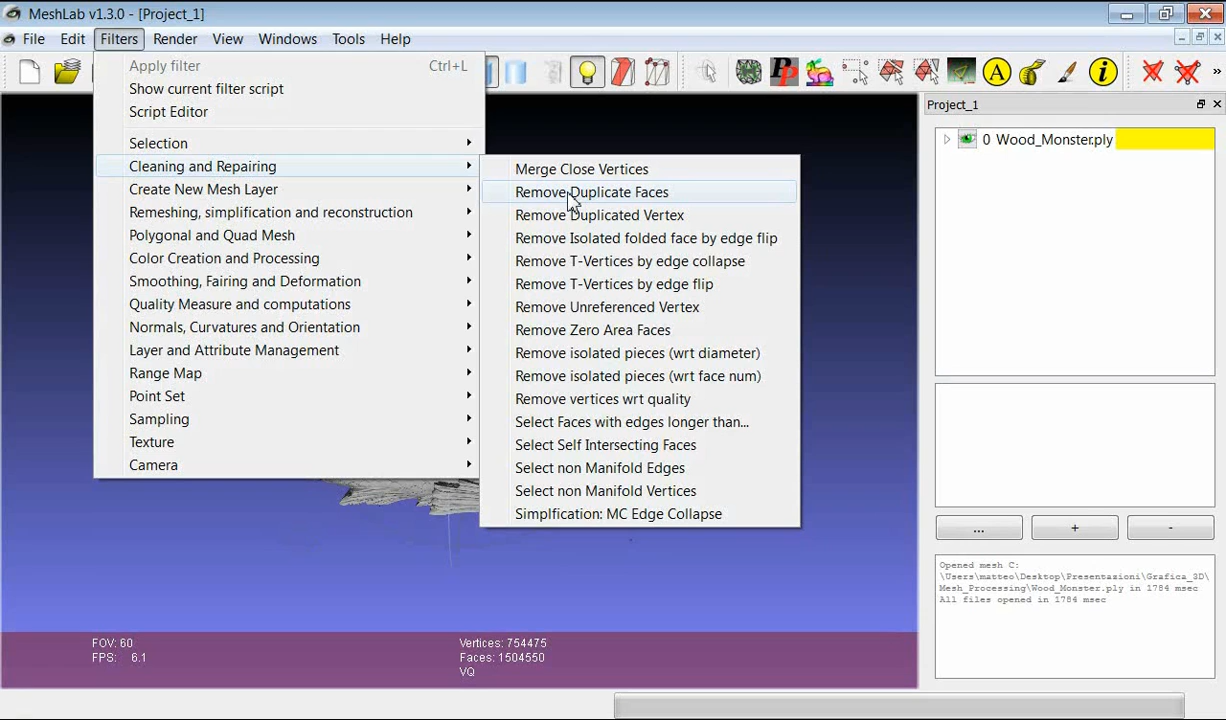 MeshLab v1.3.0 - [Project_1]
File Edit Filters Render View Windows Tools Help
Apply filter Ctrl+L
Show current filter script
Script Editor
Selection
Cleaning and Repairing
Create New Mesh Layer
Remeshing, simplification and reconstruction
Polygonal and Quad Mesh
Color Creation and Processing
Smoothing, Fairing and Deformation
Quality Measure and computations
Normals, Curvatures and Orientation
Layer and Attribute Management
Range Map
Point Set
Sampling
Texture
Camera
Merge Close Vertices
Remove Duplicate Faces
Remove Duplicated Vertex
Remove Isolated folded face by edge flip
Remove T-Vertices by edge collapse
Remove T-Vertices by edge flip
Remove Unreferenced Vertex
Remove Zero Area Faces
Remove isolated pieces (wrt diameter)
Remove isolated pieces (wrt face num)
Remove vertices wrt quality
Select Faces with edges longer than...
Select Self Intersecting Faces
Select non Manifold Edges
Select non Manifold Vertices
Simplfication: MC Edge Collapse
PP A i »
Project_1
0 Wood_Monster.ply
... + -
Opened mesh C:
\Users\matteo\Desktop\Presentazioni\Grafica_3D\
Mesh_Processing\Wood_Monster.ply in 1784 msec
All files opened in 1784 msec
FOV: 60
FPS: 6.1
Vertices: 754475
Faces: 1504550
VQ